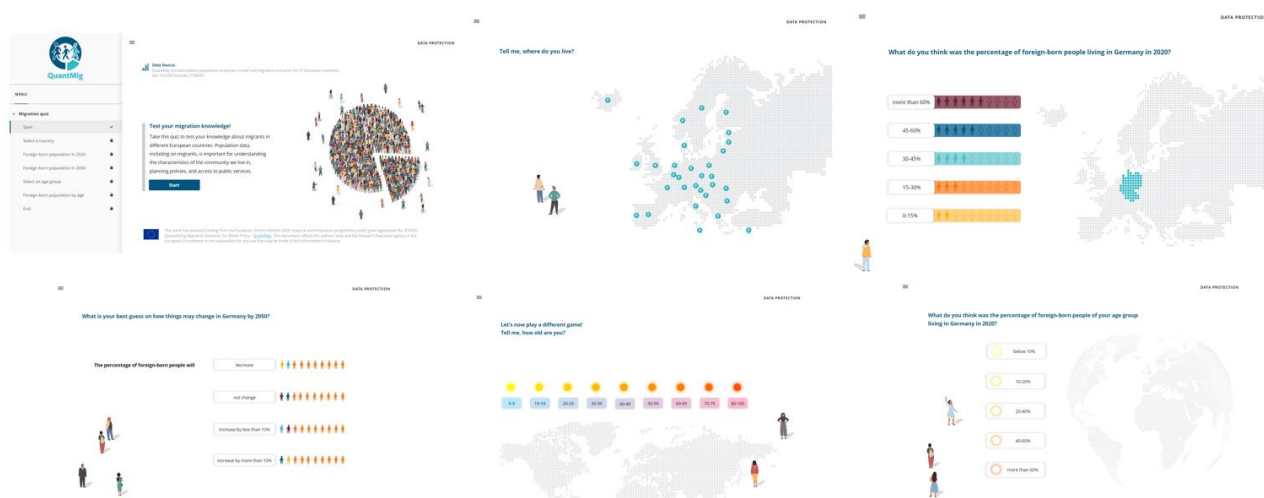 QuantMig
MENU
Migration quiz
Start
Select a country
Foreign-born population in 2020
Foreign-born population in 2050
Select an age group
Foreign-born population by age
End
DATA PROTECTION
Data Source
Test your migration knowledge!
Take this quiz to test your knowledge about migrants in
different European countries. Population data,
including on migrants, is important for understanding
the characteristics of the community we live in,
planning policies, and access to public services.
Start
DATA PROTECTION
Tell me, where do you live?
DATA PROTECTION
What do you think was the percentage of foreign-born people living in Germany in 2020?
more than 60%
45-60%
30-45%
15-30%
0-15%
DATA PROTECTION
What is your best guess on how things may change in Germany by 2050?
The percentage of foreign-born people will
decrease
not change
increase by less than 10%
increase by more than 10%
DATA PROTECTION
Let's now play a different game!
Tell me, how old are you?
5-9 10-19 20-29 30-39 40-49 50-59 60-69 70-79 80-100
DATA PROTECTION
What do you think was the percentage of foreign-born people of your age group
living in Germany in 2020?
below 10%
10-20%
20-40%
40-60%
more than 60%